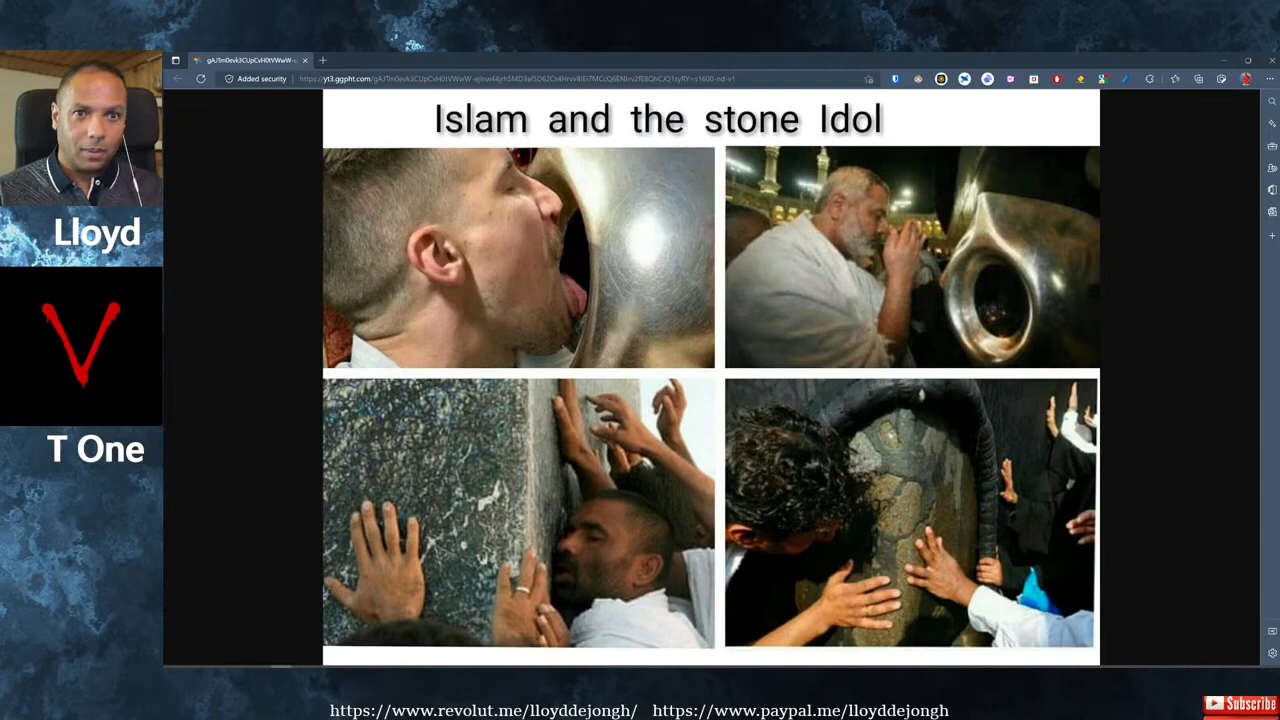 Added security
Islam and the stone Idol
Lloyd
T One
https://www.revolut.me/lloyddejongh/ https://www.paypal.me/lloyddejongh
Subscribe